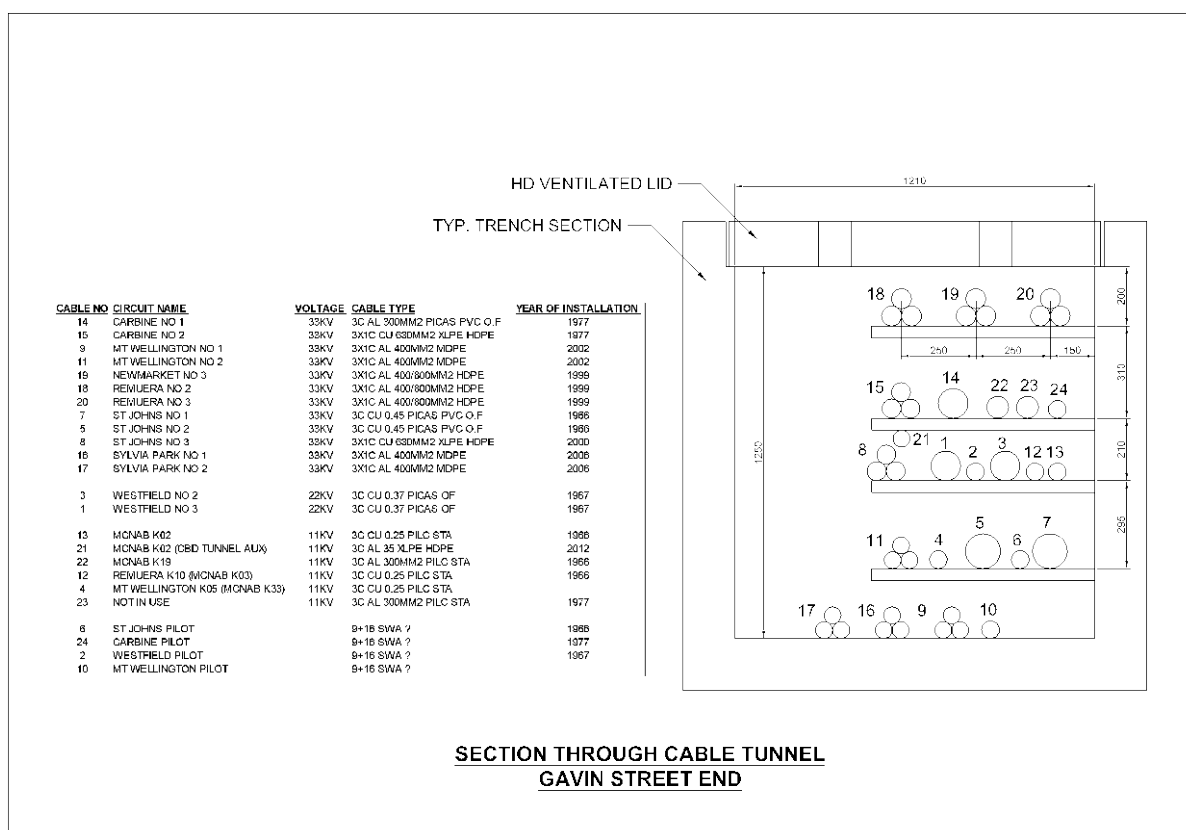 1210
HD VENTILATED LID
TYP. TRENCH SECTION
CABLE NO CIRCUIT NAME VOLTAGE CABLE TYPE YEAR OF INSTALLATION
14 CARBINE NO 1 33KV 3C AL 300MM2 PICAS PVC O.F 1977
15 CARBINE NO 2 33KV 3X1C CU 630MM2 XLPE HDPE 1977
9 MT WELLINGTON NO 1 33KV 3X1C AL 400MM2 MDPE 2002
11 MT WELLINGTON NO 2 33KV 3X1C AL 400MM2 MDPE 2002
19 NEWMARKET NO 3 33KV 3X1C AL 400/800MM2 HDPE 1999
18 REMUERA NO 2 33KV 3X1C AL 400/800MM2 HDPE 1999
20 REMUERA NO 3 33KV 3X1C AL 400/800MM2 HDPE 1999
7 ST JOHNS NO 1 33KV 3C CU 0.45 PICAS PVC O.F 1966
5 ST JOHNS NO 2 33KV 3C CU 0.45 PICAS PVC O.F 1966
8 ST JOHNS NO 3 33KV 3X1C CU 630MM2 XLPE HDPE 2000
16 SYLVIA PARK NO 1 33KV 3X1C AL 400MM2 MDPE 2006
17 SYLVIA PARK NO 2 33KV 3X1C AL 400MM2 MDPE 2006
3 WESTFIELD NO 2 22KV 3C CU 0.37 PICAS OF 1967
1 WESTFIELD NO 3 22KV 3C CU 0.37 PICAS OF 1967
13 MCNAB K02 11KV 3C CU 0.25 PILC STA 1966
21 MCNAB K02 (CBD TUNNEL AUX) 11KV 3C AL 35 XLPE HDPE 2012
22 MCNAB K19 11KV 3C AL 300MM2 PILC STA 1966
12 REMUERA K10 (MCNAB K03) 11KV 3C CU 0.25 PILC STA 1966
4 MT WELLINGTON K05 (MCNAB K33) 11KV 3C CU 0.25 PILC STA
23 NOT IN USE 11KV 3C AL 300MM2 PILC STA 1977
6 ST JOHNS PILOT 9+16 SWA ? 1966
24 CARBINE PILOT 9+16 SWA ? 1977
2 WESTFIELD PILOT 9+16 SWA ? 1967
10 MT WELLINGTON PILOT 9+16 SWA ?
18 19 20
200
250 250 150
310
15 14 22 23 24
21
8 1 2 3 12 13
210
1250
11 4 5 6 7
295
17 16 9 10
SECTION THROUGH CABLE TUNNEL
GAVIN STREET END